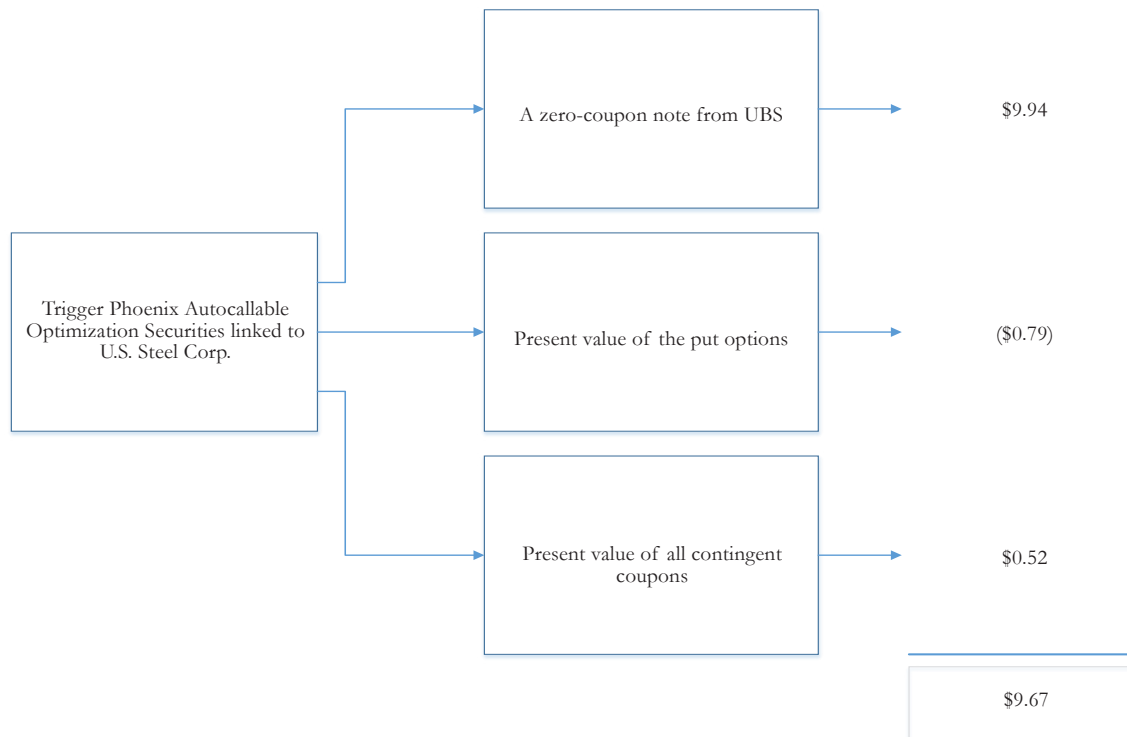 A zero-coupon note from UBS
$9.94
Trigger Phoenix Autocallable
Optimization Securities linked to
U.S. Steel Corp.
Present value of the put options
($0.79)
Present value of all contingent
coupons
$0.52
$9.67